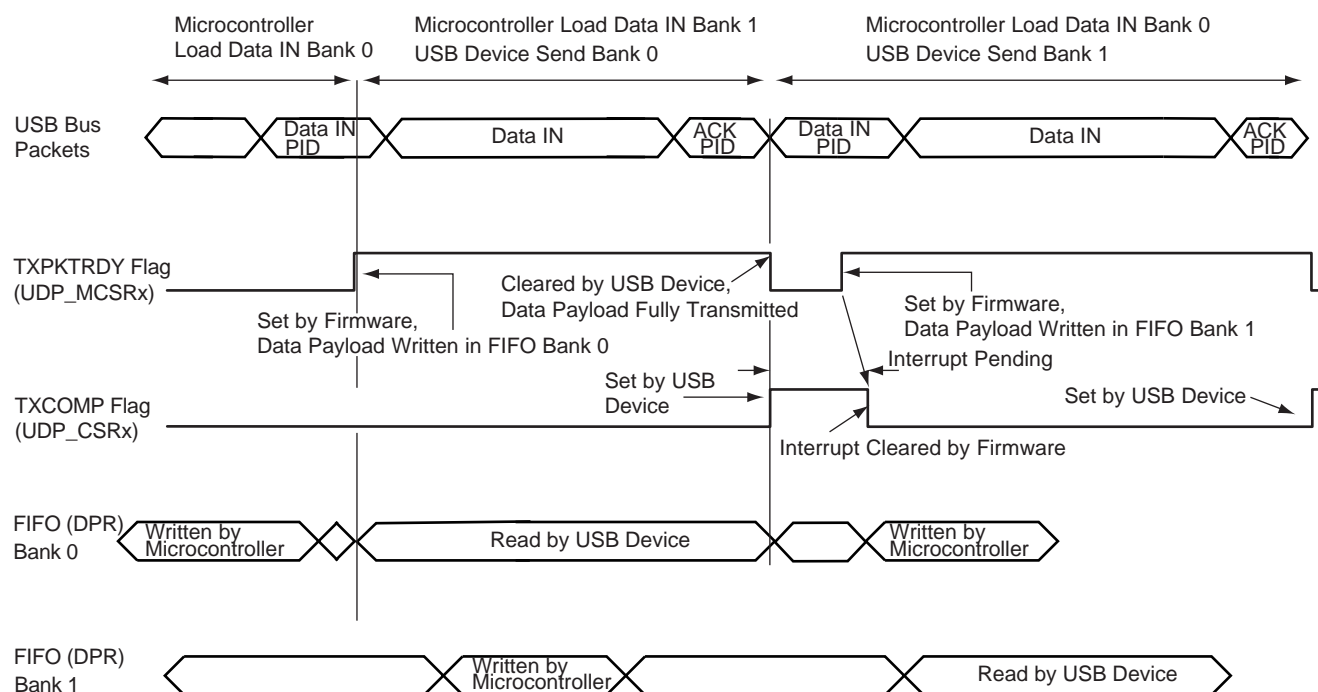 Microcontroller
Load Data IN Bank 0
Microcontroller Load Data IN Bank 1
USB Device Send Bank 0
Microcontroller Load Data IN Bank 0
USB Device Send Bank 1
USB Bus
Packets
Data IN
PID
Data IN
ACK
PID
Data IN
PID
Data IN
ACK
PID
TXPKTRDY Flag
(UDP_MCSRx)
Set by Firmware,
Data Payload Written in FIFO Bank 0
Cleared by USB Device,
Data Payload Fully Transmitted
Set by Firmware,
Data Payload Written in FIFO Bank 1
Interrupt Pending
TXCOMP Flag
(UDP_CSRx)
Set by USB
Device
Set by USB Device
Interrupt Cleared by Firmware
FIFO (DPR)
Bank 0
Written by
Microcontroller
Read by USB Device
Written by
Microcontroller
FIFO (DPR)
Bank 1
Written by
Microcontroller
Read by USB Device